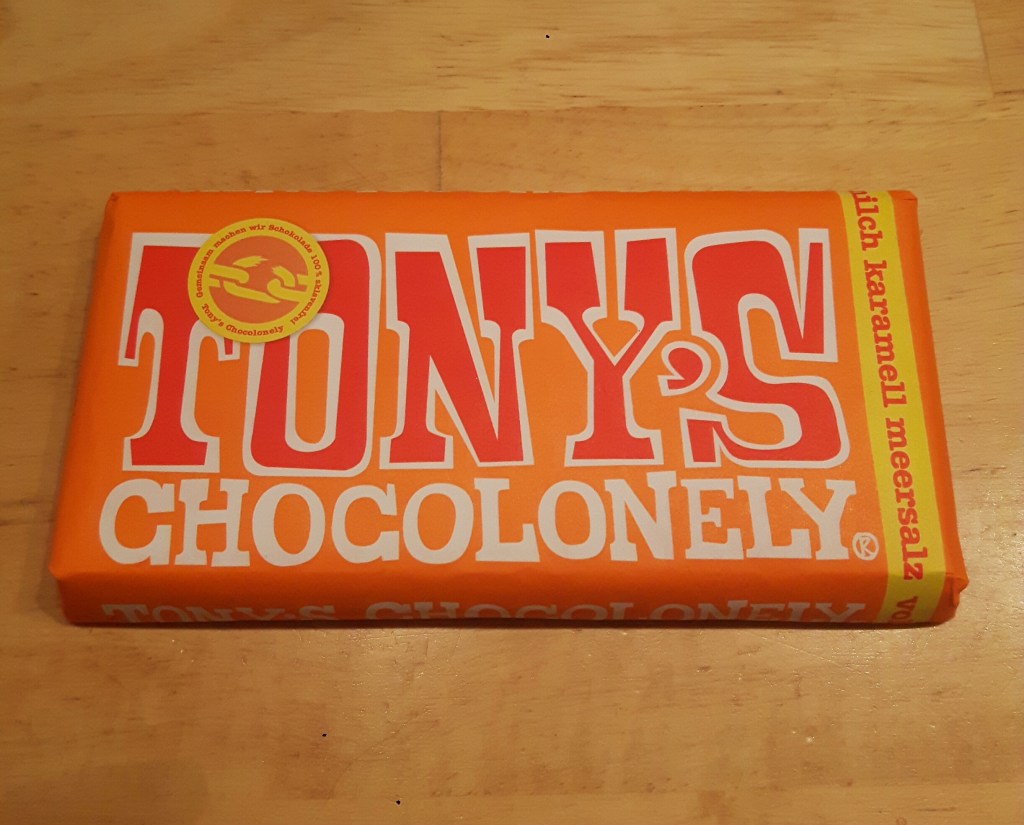 Gemeinsam machen wir Schokolade 100% sklavenfrei
Tony's Chocolonely
TONY'S
CHOCOLONELY
milch karamell meersalz
TONY'S CHOCOLONELY